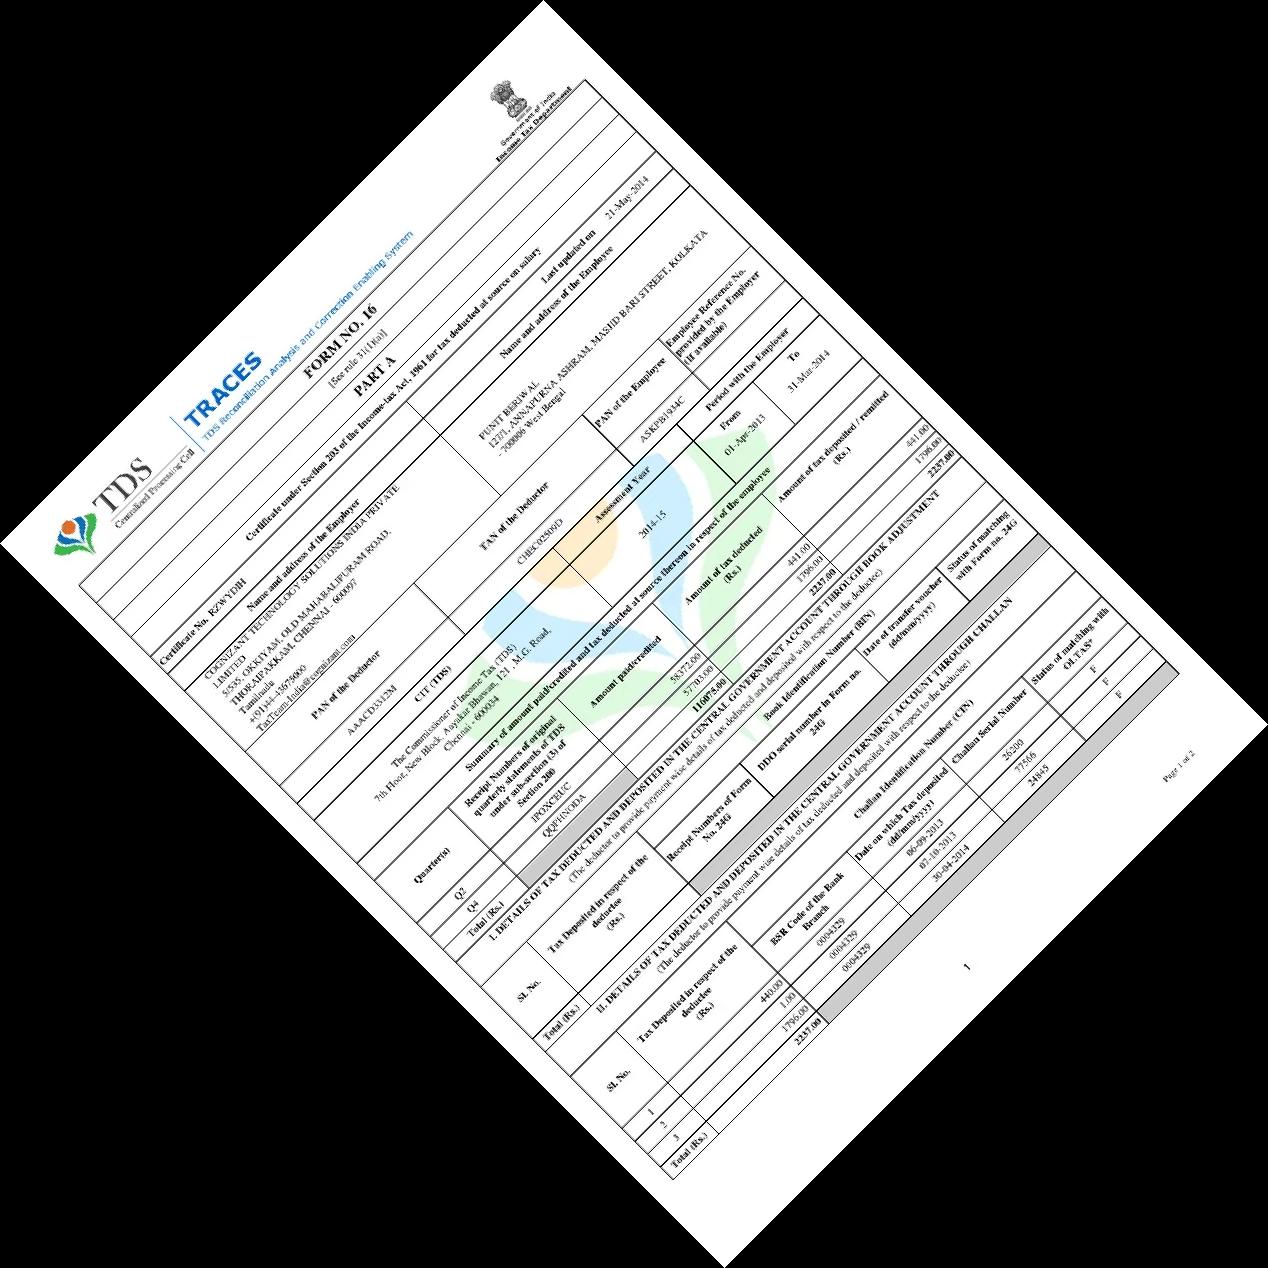 TDS
Centralized Processing Cell
TRACES
TDS Reconciliation Analysis and Correction Enabling System
Government of India
Income Tax Department
FORM NO. 16
[See rule 31(1)(a)]
PART A
Certificate under Section 203 of the Income-tax Act, 1961 for tax deducted at source on salary
Certificate No. RZWYDIH
Last updated on 21-May-2014
Name and address of the Employer
Name and address of the Employee
COGNIZANT TECHNOLOGY SOLUTIONS INDIA PRIVATE
LIMITED
5/535, OKKIYAM, OLD MAHABALIPURAM ROAD,
THORAIPAKKAM, CHENNAI - 600097
Tamilnadu
+(91)44-43675000
TaxTeam-India@cognizant.com
PUNIT BERIWAL
127/1, ANNAPURNA ASHRAM, MASJID BARI STREET, KOLKATA
- 700006 West Bengal
PAN of the Deductor
TAN of the Deductor
PAN of the Employee
Employee Reference No.
provided by the Employer
(If available)
AAACD3312M
CHEC02509D
ASKPB1934C
CIT (TDS)
Assessment Year
Period with the Employer
The Commissioner of Income Tax (TDS)
7th Floor, New Block, Aayakar Bhawan, 121, M.G. Road,
Chennai - 600034
2014-15
From
To
01-Apr-2013
31-Mar-2014
Summary of amount paid/credited and tax deducted at source thereon in respect of the employee
Quarter(s)
Receipt Numbers of original
quarterly statements of TDS
under sub-section (3) of
Section 200
Amount paid/credited
Amount of tax deducted
(Rs.)
Amount of tax deposited / remitted
(Rs.)
Q2 IPOXCEUC 58372.00 441.00 441.00
Q4 QQFHNODA 57703.00 1796.00 1796.00
Total (Rs.) 116075.00 2237.00 2237.00
I. DETAILS OF TAX DEDUCTED AND DEPOSITED IN THE CENTRAL GOVERNMENT ACCOUNT THROUGH BOOK ADJUSTMENT
(The deductor to provide payment wise details of tax deducted and deposited with respect to the deductee)
Sl. No.
Tax Deposited in respect of the
deductee
(Rs.)
Book Identification Number (BIN)
Receipt Numbers of Form
No. 24G
DDO serial number in Form no.
24G
Date of transfer voucher
(dd/mm/yyyy)
Status of matching
with Form no. 24G
Total (Rs.)
II. DETAILS OF TAX DEDUCTED AND DEPOSITED IN THE CENTRAL GOVERNMENT ACCOUNT THROUGH CHALLAN
(The deductor to provide payment wise details of tax deducted and deposited with respect to the deductee)
Sl. No.
Tax Deposited in respect of the
deductee
(Rs.)
Challan Identification Number (CIN)
BSR Code of the Bank
Branch
Date on which Tax deposited
(dd/mm/yyyy)
Challan Serial Number
Status of matching with
OLTAS*
1 440.00 0004329 06-09-2013 26200 F
2 1.00 0004329 07-10-2013 77566 F
3 1796.00 0004329 30-04-2014 24845 F
Total (Rs.) 2237.00
1
Page 1 of 2